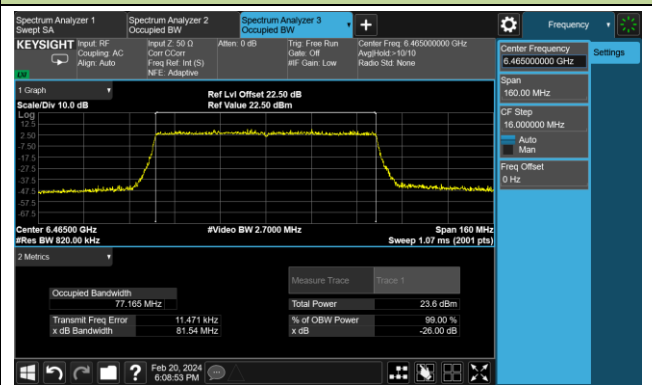 Spectrum Analyzer 1
Swept SA
Spectrum Analyzer 2
Occupied BW
Spectrum Analyzer 3
Occupied BW
Frequency
KEYSIGHT
Input: RF
Coupling: AC
Align: Auto
Input Z: 50 Ω
Corr CCorr
Freq Ref: Int (S)
NFE: Adaptive
Atten: 0 dB
Trig: Free Run
Gate: Off
#IF Gain: Low
Center Freq: 6.465000000 GHz
Avg|Hold:>10/10
Radio Std: None
Center Frequency
6.465000000 GHz
Settings
Span
160.00 MHz
CF Step
16.000000 MHz
Auto
Man
Freq Offset
0 Hz
1 Graph
Scale/Div 10.0 dB
Ref Lvl Offset 22.50 dB
Ref Value 22.50 dBm
Log
12.5
2.50
-7.50
-17.5
-27.5
-37.5
-47.5
-57.5
-67.5
Center 6.46500 GHz
#Res BW 820.00 kHz
#Video BW 2.7000 MHz
Span 160 MHz
Sweep 1.07 ms (2001 pts)
2 Metrics
Measure Trace
Trace 1
Occupied Bandwidth
77.165 MHz
Total Power
23.6 dBm
Transmit Freq Error
11.471 kHz
% of OBW Power
99.00 %
x dB Bandwidth
81.54 MHz
x dB
-26.00 dB
?
Feb 20, 2024
6:08:53 PM